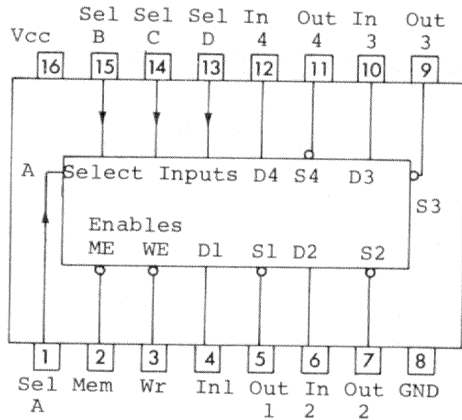 Sel Sel Sel In Out In Out
Vcc B C D 4 4 3 3
16 15 14 13 12 11 10 9
A Select Inputs D4 S4 D3
S3
Enables
ME WE D1 S1 D2 S2
1 2 3 4 5 6 7 8
Sel Mem Wr In1 Out In Out GND
A 1 2 2